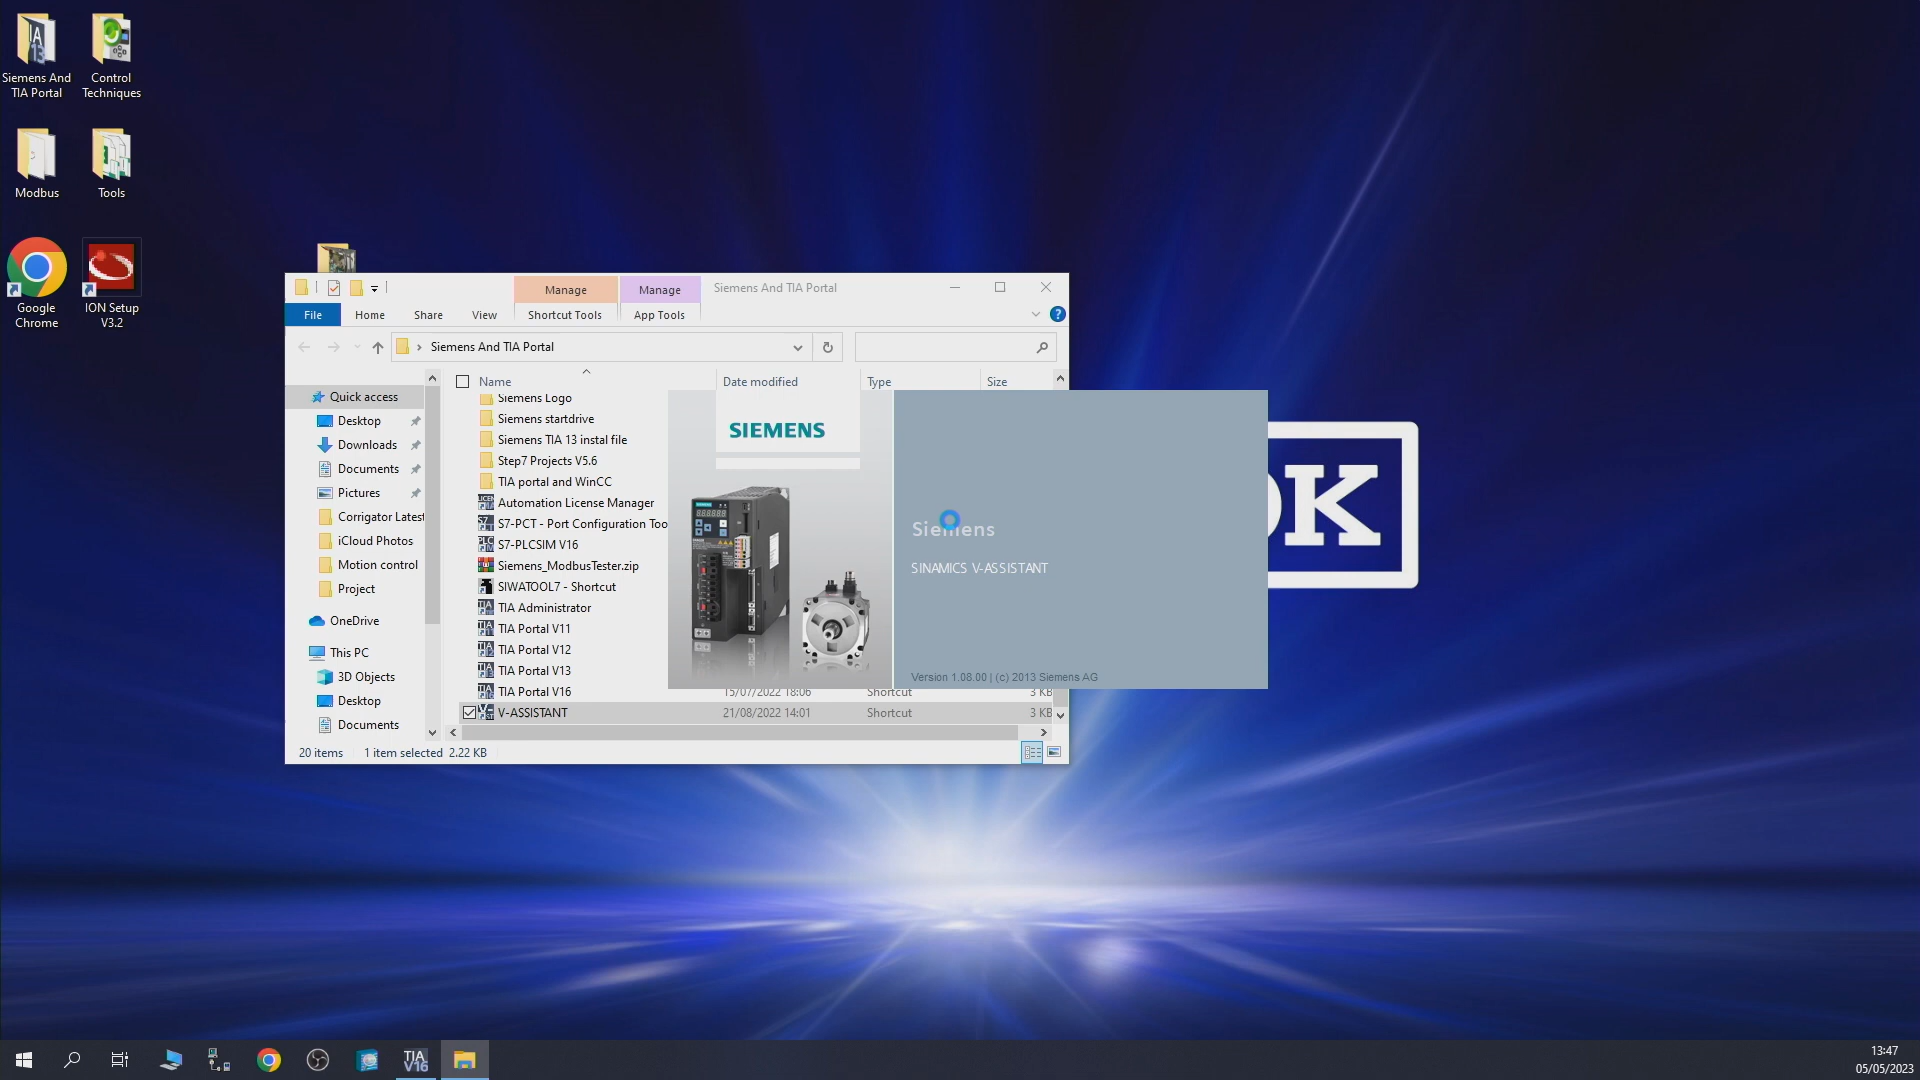 Siemens And
TIA Portal
Control
Techniques
Modbus
Tools
Google
Chrome
ION Setup
V3.2
Manage
Manage
Siemens And TIA Portal
File
Home
Share
View
Shortcut Tools
App Tools
Siemens And TIA Portal
Name
Date modified
Type
Size
Quick access
Desktop
Downloads
Documents
Pictures
Corrigator Latest
iCloud Photos
Motion control
Project
OneDrive
This PC
3D Objects
Desktop
Documents
Siemens Logo
Siemens startdrive
Siemens TIA 13 instal file
Step7 Projects V5.6
TIA portal and WinCC
Automation License Manager
S7-PCT - Port Configuration Too
S7-PLCSIM V16
Siemens_ModbusTester.zip
SIWATOOL7 - Shortcut
TIA Administrator
TIA Portal V11
TIA Portal V12
TIA Portal V13
TIA Portal V16 15/07/2022 18:06 Shortcut 3 KB
V-ASSISTANT 21/08/2022 14:01 Shortcut 3 KB
20 items 1 item selected 2.22 KB
SIEMENS
Siemens
SINAMICS V-ASSISTANT
Version 1.08.00 | (c) 2013 Siemens AG
K
TIA
V16
13:47
05/05/2023